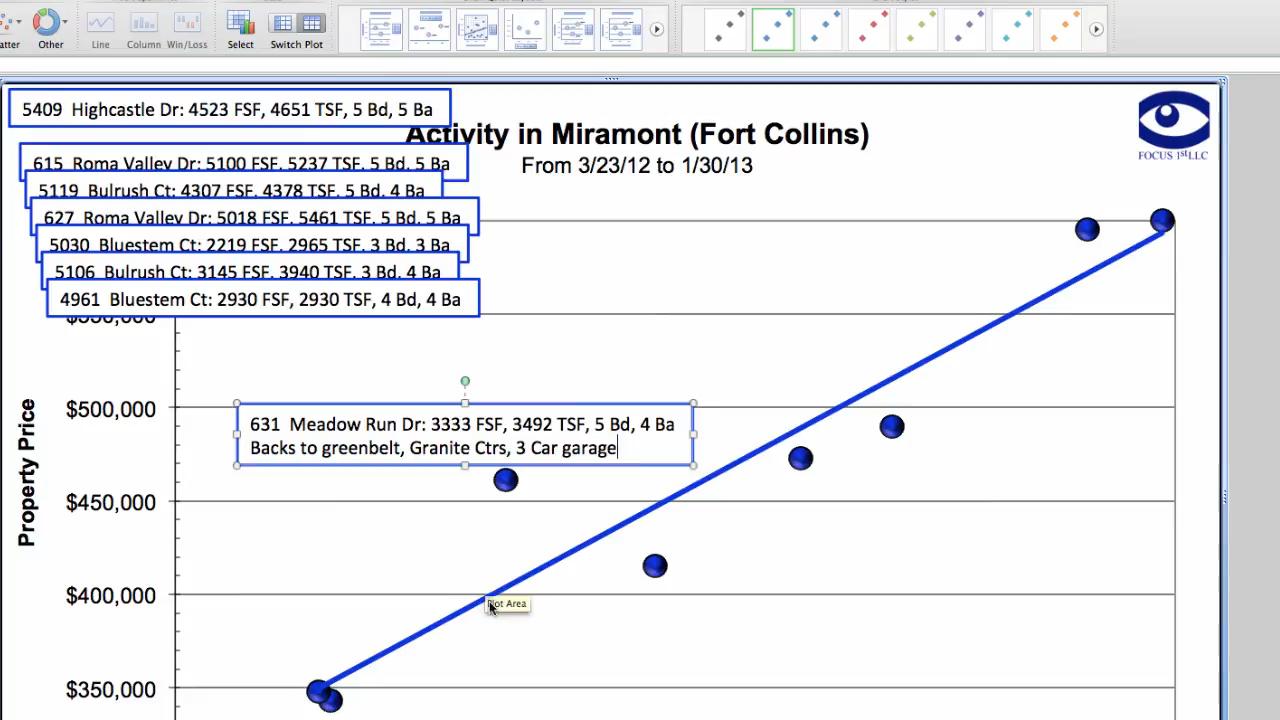 Other
Line
Column
Win/Loss
Select
Switch Plot
5409 Highcastle Dr: 4523 FSF, 4651 TSF, 5 Bd, 5 Ba
Activity in Miramont (Fort Collins)
From 3/23/12 to 1/30/13
FOCUS 1st LLC
615 Roma Valley Dr: 5100 FSF, 5237 TSF, 5 Bd, 5 Ba
5119 Bulrush Ct: 4307 FSF, 4378 TSF, 5 Bd, 4 Ba
627 Roma Valley Dr: 5018 FSF, 5461 TSF, 5 Bd, 5 Ba
5030 Bluestem Ct: 2219 FSF, 2965 TSF, 3 Bd, 3 Ba
5106 Bulrush Ct: 3145 FSF, 3940 TSF, 3 Bd, 4 Ba
4961 Bluestem Ct: 2930 FSF, 2930 TSF, 4 Bd, 4 Ba
$550,000
Property Price
$500,000
631 Meadow Run Dr: 3333 FSF, 3492 TSF, 5 Bd, 4 Ba
Backs to greenbelt, Granite Ctrs, 3 Car garage
$450,000
$400,000
Plot Area
$350,000